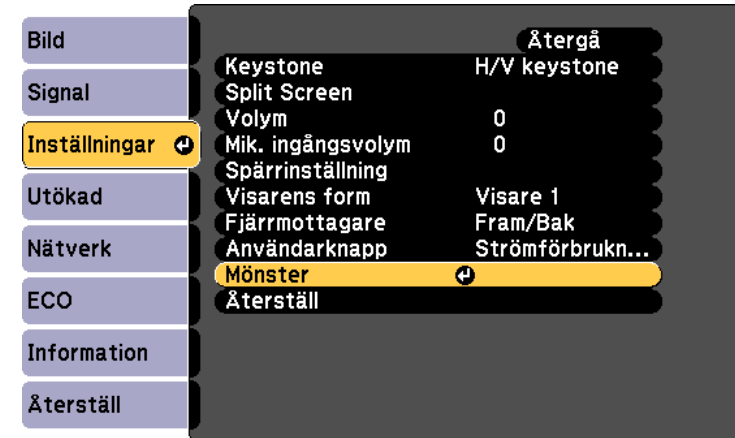 Bild
Signal
Inställningar
Utökad
Nätverk
ECO
Information
Återställ
Återgå
Keystone H/V keystone
Split Screen
Volym 0
Mik. ingångsvolym 0
Spärrinställning
Visarens form Visare 1
Fjärrmottagare Fram/Bak
Användarknapp Strömförbrukn...
Mönster
Återställ